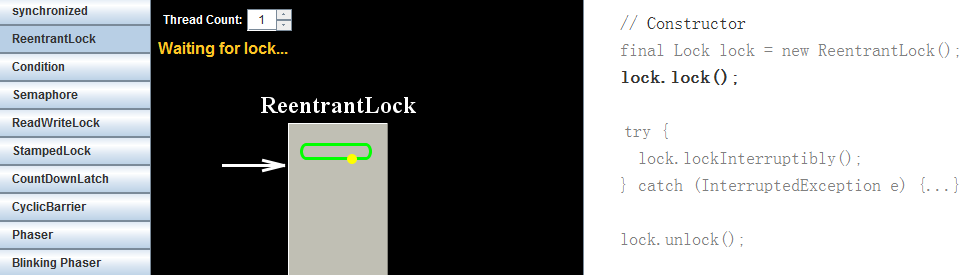 synchronized
ReentrantLock
Condition
Semaphore
ReadWriteLock
StampedLock
CountDownLatch
CyclicBarrier
Phaser
Blinking Phaser
Thread Count: 1
Waiting for lock...
ReentrantLock
// Constructor
final Lock lock = new ReentrantLock();
lock.lock();
try {
lock.lockInterruptibly();
} catch (InterruptedException e) {...}
lock.unlock();